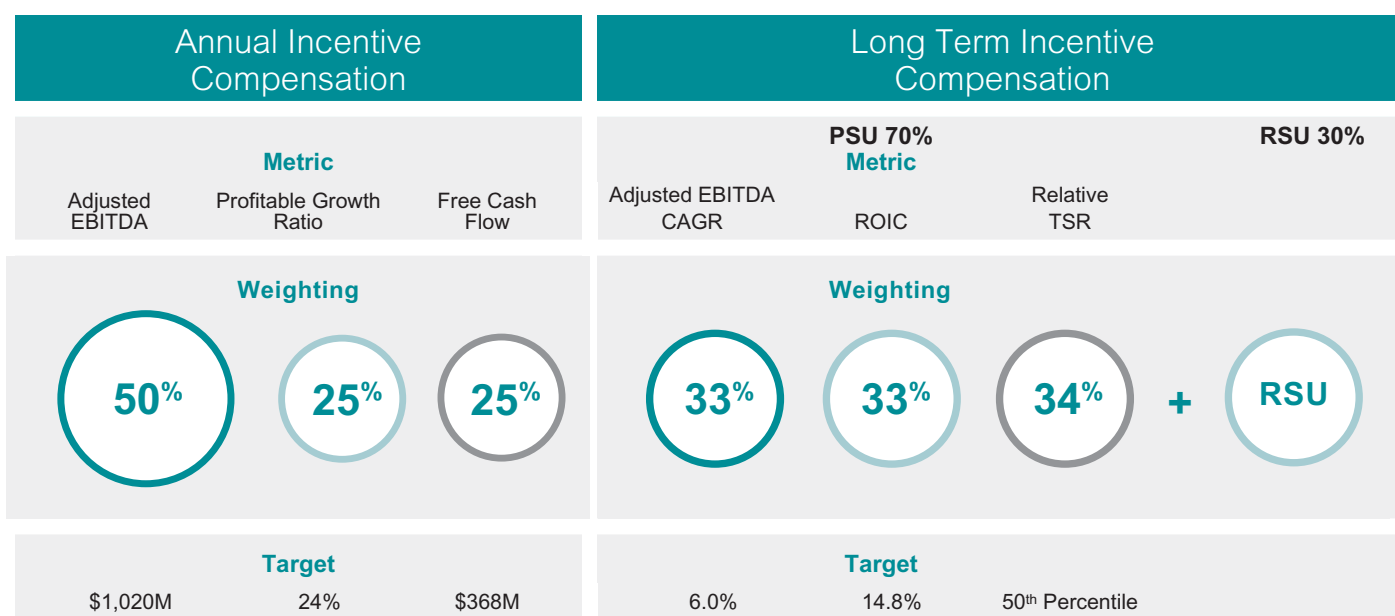 Annual Incentive
Compensation
Metric
Adjusted
EBITDA
Profitable Growth
Ratio
Free Cash
Flow
Weighting
50%
25%
25%
Target
$1,020M
24%
$368M
Long Term Incentive
Compensation
PSU 70%
RSU 30%
Metric
Adjusted EBITDA
CAGR
ROIC
Relative
TSR
Weighting
33%
33%
34%
+
RSU
Target
6.0%
14.8%
50th Percentile